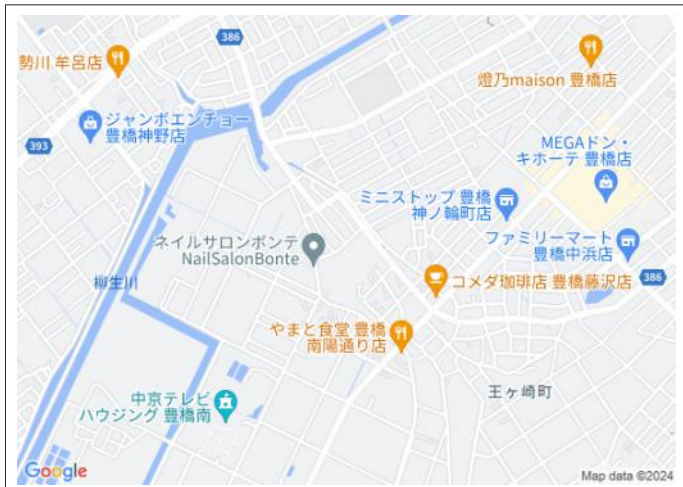 386
勢川 牟呂店
燈乃maison 豊橋店
ジャンボエンチョー
豊橋神野店
393
MEGAドン・
キホーテ 豊橋店
ミニストップ 豊橋
神ノ輪町店
ネイルサロンボンテ
NailSalonBonte
ファミリーマート
豊橋中浜店
386
柳生川
コメダ珈琲店 豊橋藤沢店
やまと食堂 豊橋
南陽通り店
中京テレビ
ハウジング 豊橋南
王ヶ崎町
Google
Map data ©2024